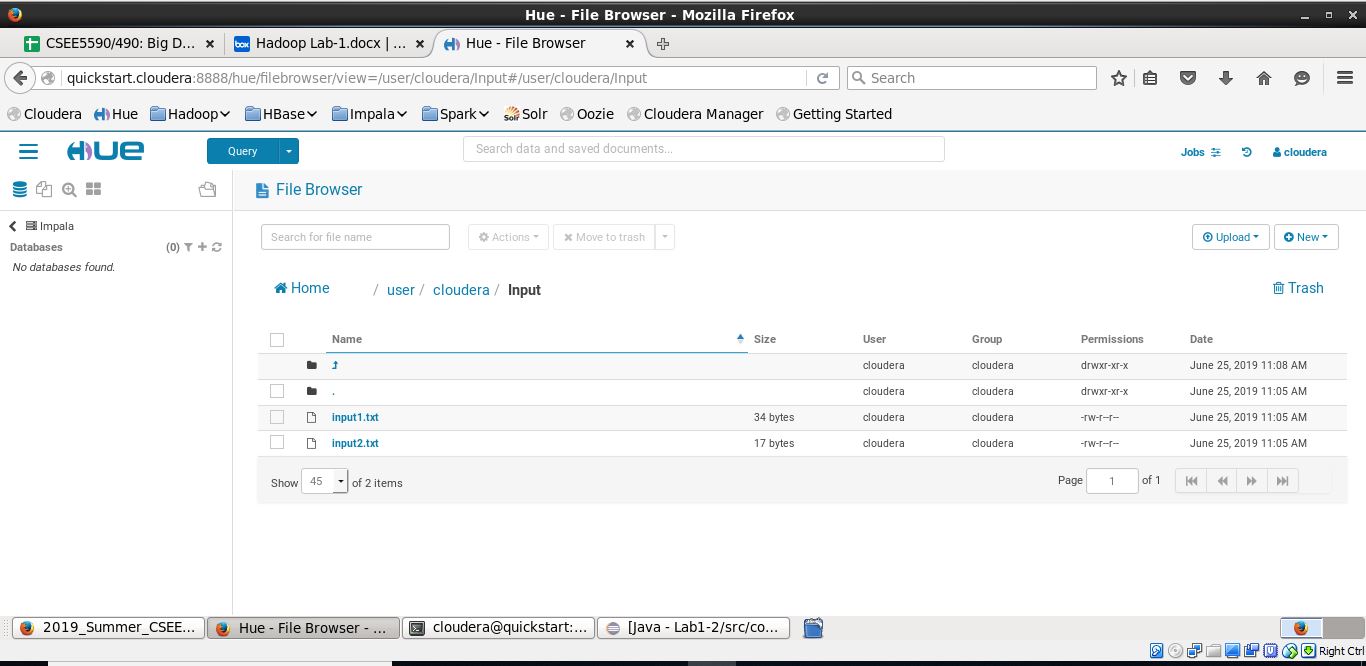 Hue - File Browser - Mozilla Firefox
CSEE5590/490: Big D... Hadoop Lab-1.docx | ... Hue - File Browser
quickstart.cloudera:8888/hue/filebrowser/view=/user/cloudera/Input#/user/cloudera/Input Search
Cloudera Hue Hadoop HBase Impala Spark Solr Oozie Cloudera Manager Getting Started
HUE Query Search data and saved documents... Jobs cloudera
File Browser
Impala
Databases (0)
No databases found.
Search for file name Actions Move to trash Upload New
Home / user / cloudera / Input Trash
Name Size User Group Permissions Date
cloudera cloudera drwxr-xr-x June 25, 2019 11:08 AM
. cloudera cloudera drwxr-xr-x June 25, 2019 11:05 AM
input1.txt 34 bytes cloudera cloudera -rw-r--r-- June 25, 2019 11:05 AM
input2.txt 17 bytes cloudera cloudera -rw-r--r-- June 25, 2019 11:05 AM
Show 45 of 2 items Page 1 of 1
2019_Summer_CSEE... Hue - File Browser - ... cloudera@quickstart:... [Java - Lab1-2/src/co...
Right Ctrl